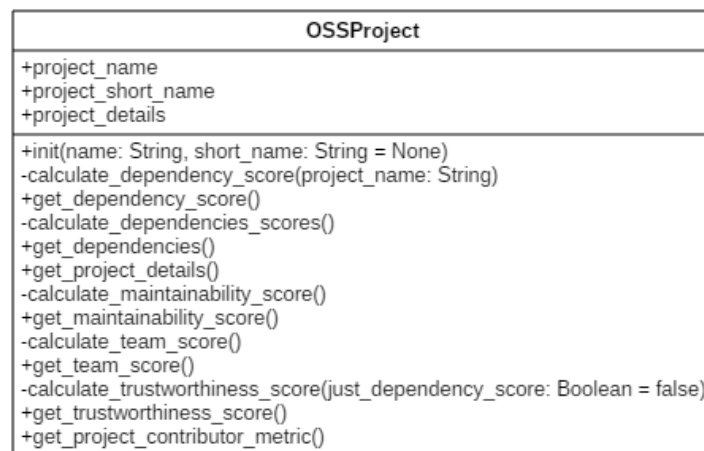 OSSProject
+project_name
+project_short_name
+project_details
+init(name: String, short_name: String = None)
-calculate_dependency_score(project_name: String)
+get_dependency_score()
-calculate_dependencies_scores()
+get_dependencies()
+get_project_details()
-calculate_maintainability_score()
+get_maintainability_score()
-calculate_team_score()
+get_team_score()
-calculate_trustworthiness_score(just_dependency_score: Boolean = false)
+get_trustworthiness_score()
+get_project_contributor_metric()